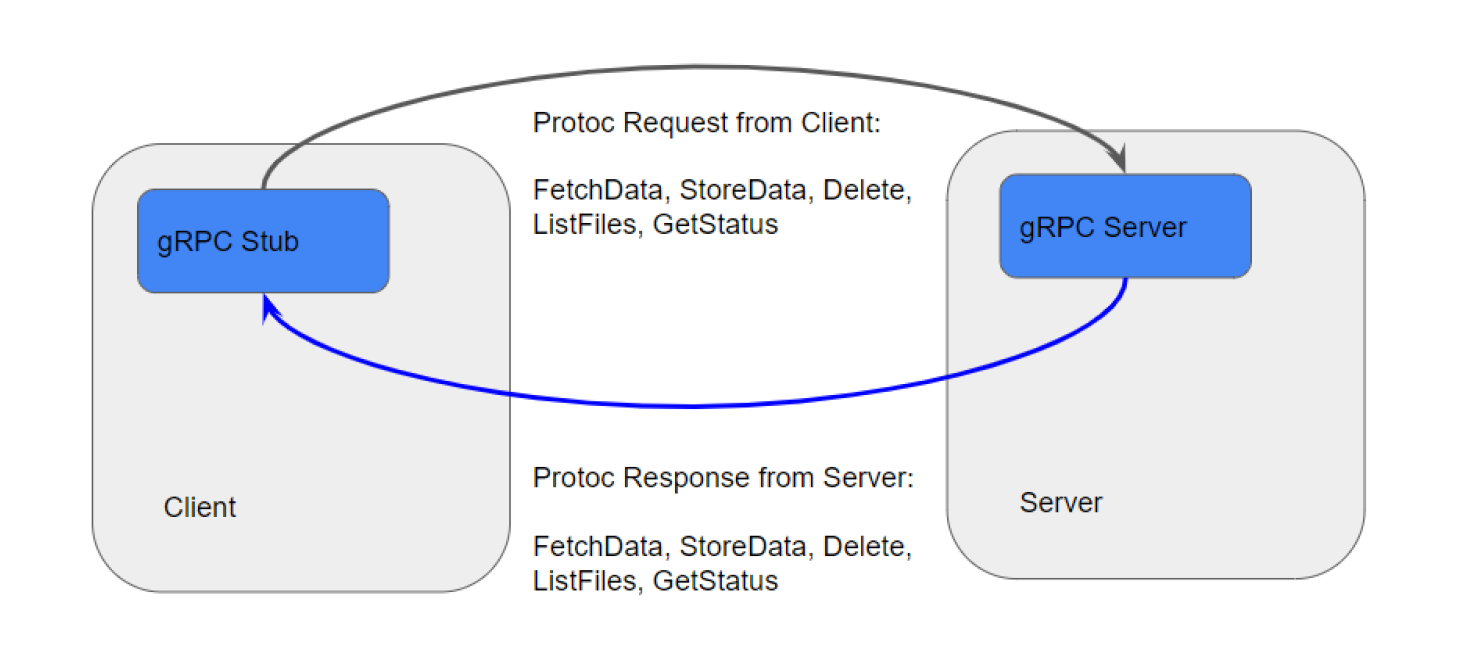 Protoc Request from Client:
FetchData, StoreData, Delete,
ListFiles, GetStatus
gRPC Stub
gRPC Server
Protoc Response from Server:
FetchData, StoreData, Delete,
ListFiles, GetStatus
Client
Server